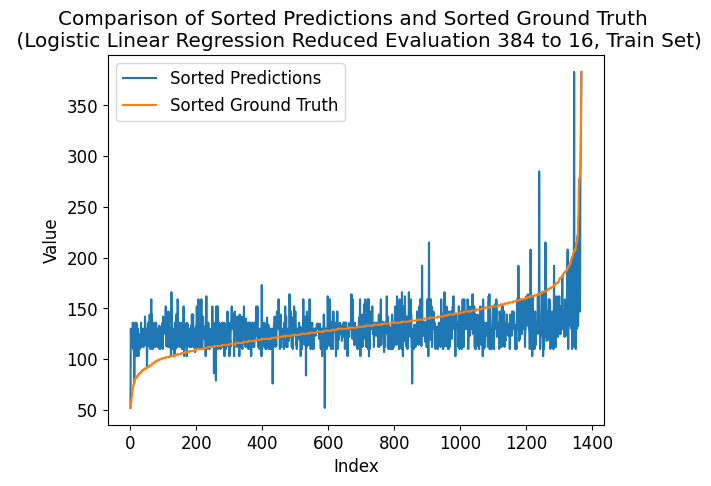 Comparison of Sorted Predictions and Sorted Ground Truth
(Logistic Linear Regression Reduced Evaluation 384 to 16, Train Set)
Sorted Predictions
Sorted Ground Truth
350
300
250
200
150
100
50
Value
0 200 400 600 800 1000 1200 1400
Index